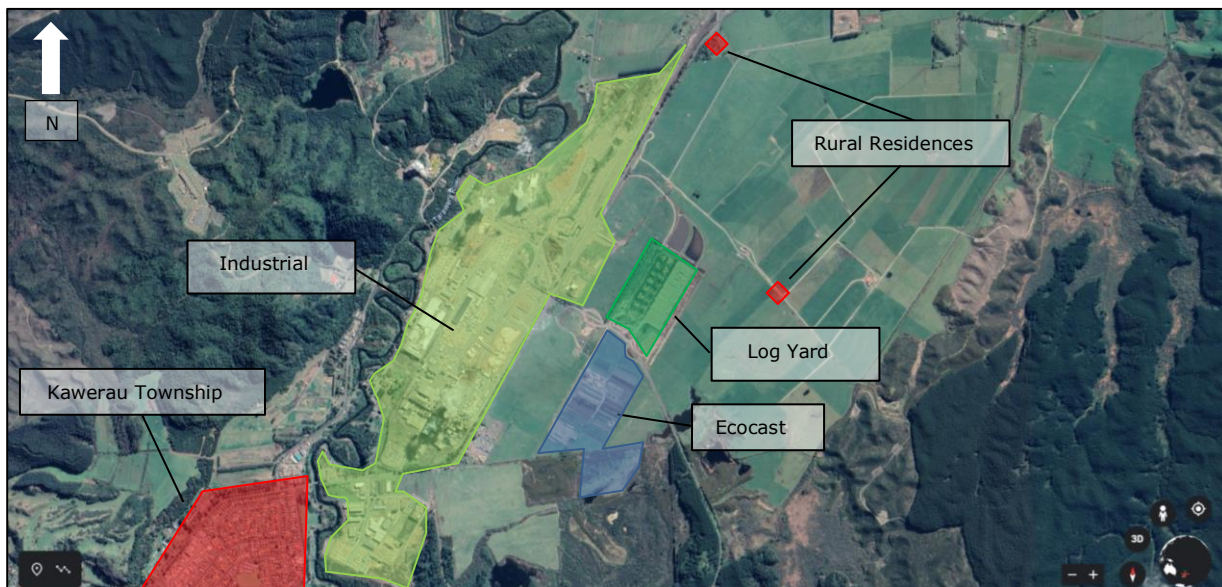 N
Rural Residences
Industrial
Log Yard
Kawerau Township
Ecocast
3D